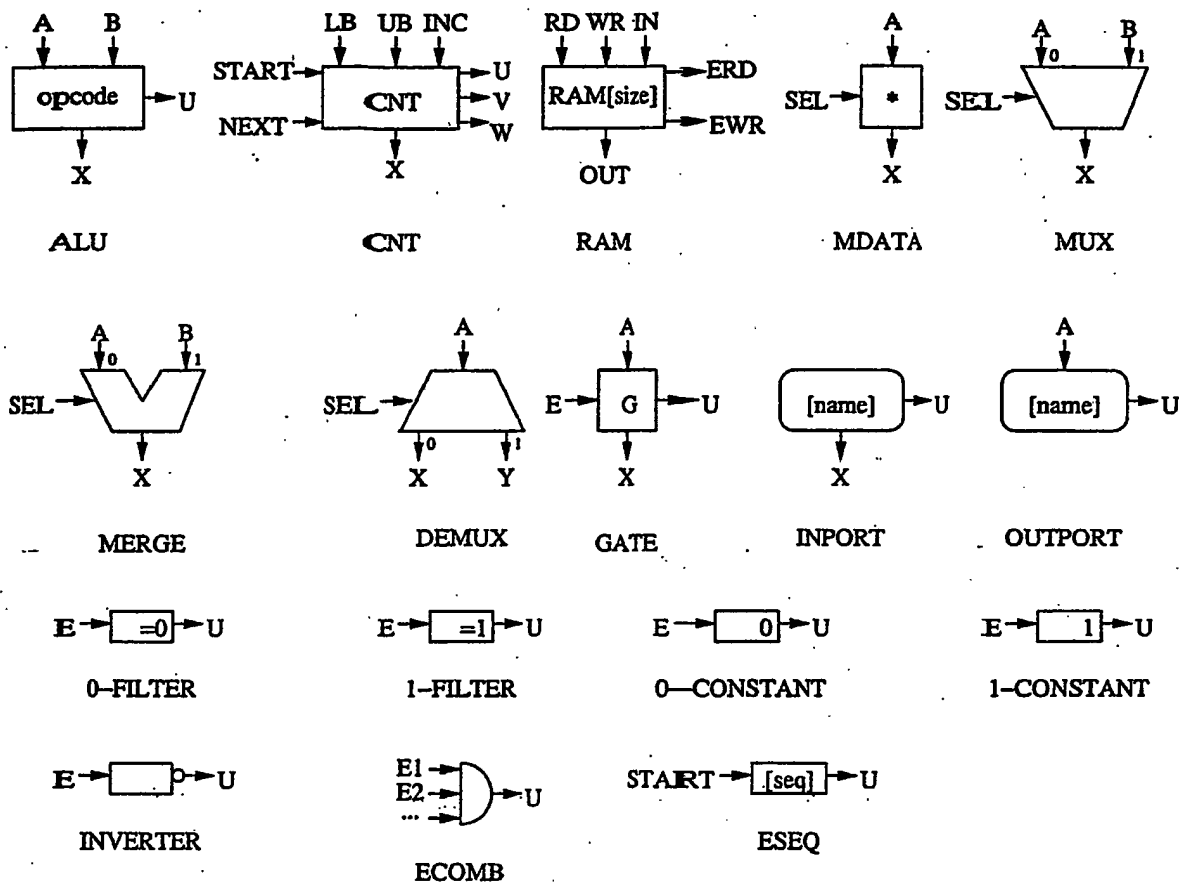 A B
opcode
U
X
ALU
LB UB INC
START
NEXT
CNT
U
V
W
X
CNT
RD WR IN
RAM[size]
ERD
EWR
OUT
RAM
A
SEL
*
X
MDATA
A B
0 1
SEL
X
MUX
A B
0 1
SEL
X
MERGE
A
SEL
0 1
X Y
DEMUX
A
E
G
U
X
GATE
[name]
U
X
INPORT
A
[name]
U
OUTPORT
E =0 U
0-FILTER
E =1 U
1-FILTER
E 0 U
0—CONSTANT
E 1 U
1-CONSTANT
E U
INVERTER
E1
E2
...
U
ECOMB
START [seq] U
ESEQ